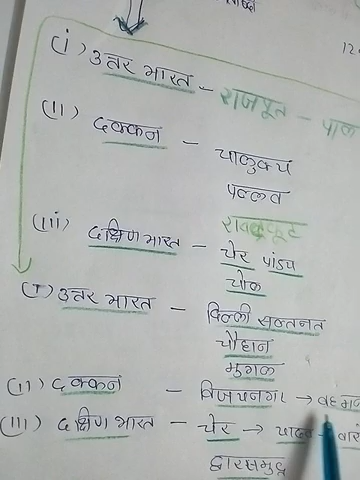 12
(i) उत्तर भारत - राजपूत - पाल
(ii) दक्कन - चालुक्य
पल्लव
(iii) दक्षिण भारत - चेर पांड्य
चोल
(i) उत्तर भारत - दिल्ली सल्तनत
चौहान
मुगल
(ii) दक्कन - विजयनगर →
(iii) दक्षिण भारत - चेर →
द्वारसमुद्र